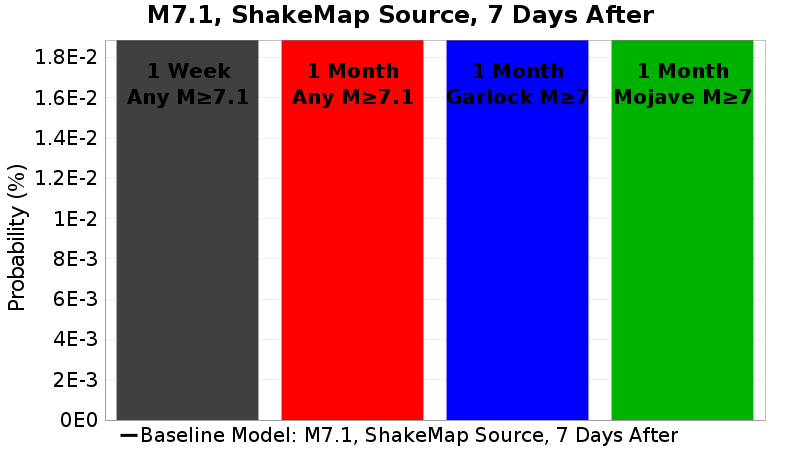 M7.1, ShakeMap Source, 7 Days After
Probability (%)
1.8E-2
1.6E-2
1.4E-2
1.2E-2
1E-2
8E-3
6E-3
4E-3
2E-3
0E0
1 Week
Any M≥7.1
1 Month
Any M≥7.1
1 Month
Garlock M≥7
1 Month
Mojave M≥7
Baseline Model: M7.1, ShakeMap Source, 7 Days After